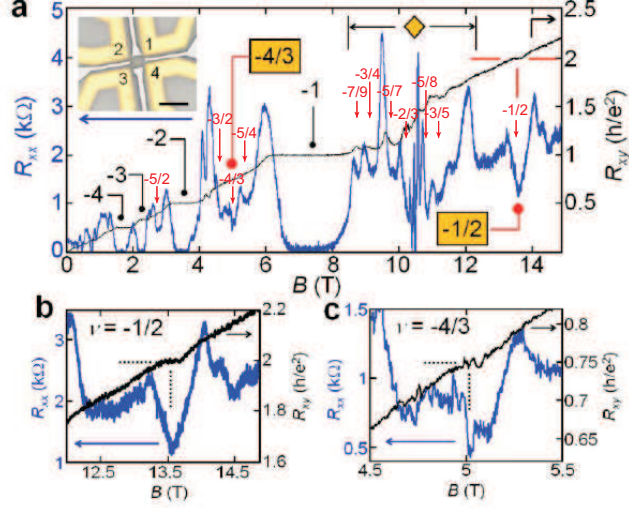 a
5
4
3
2
1
0
R_xx (kΩ)
2.5
2
1.5
1
0.5
R_xy (h/e²)
2 1
3 4
-4/3
-1
-2
-3
-4
-5/2
-3/2
-5/4
-4/3
-7/9
-3/4
-5/7
-2/3
-5/8
-3/5
-1/2
-1/2
0 2 4 6 8 10 12 14
B (T)
b
ν = -1/2
3
2
1
R_xx (kΩ)
2.2
2
1.8
1.6
R_xy (h/e²)
12.5 13.5 14.5
B (T)
c
ν = -4/3
1.5
1
0.5
R_xx (kΩ)
0.8
0.75
0.7
0.65
R_xy (h/e²)
4.5 5 5.5
B (T)